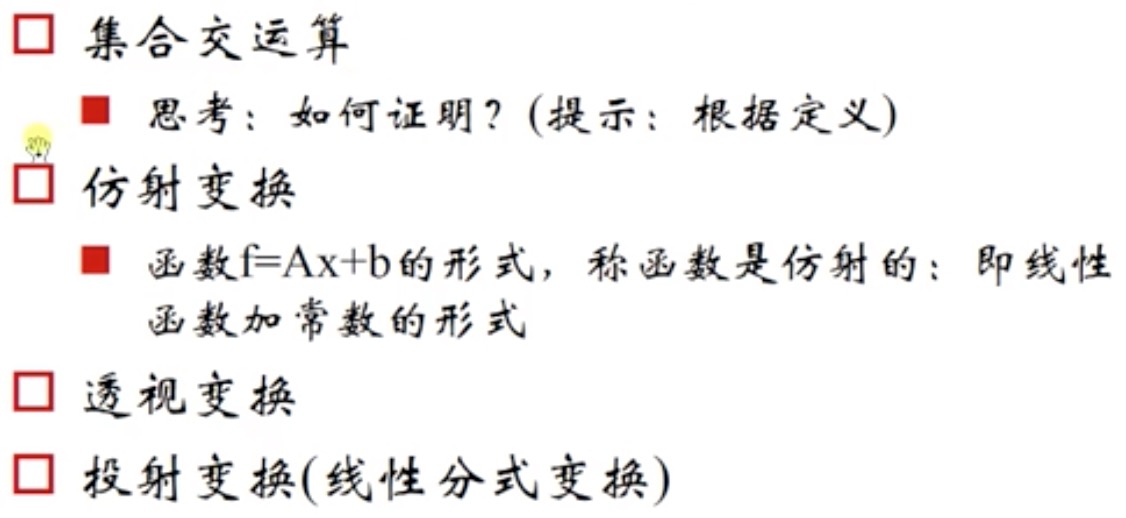 集合交运算
思考：如何证明？(提示：根据定义)
仿射变换
函数f=Ax+b的形式，称函数是仿射的：即线性
函数加常数的形式
透视变换
投射变换(线性分式变换)